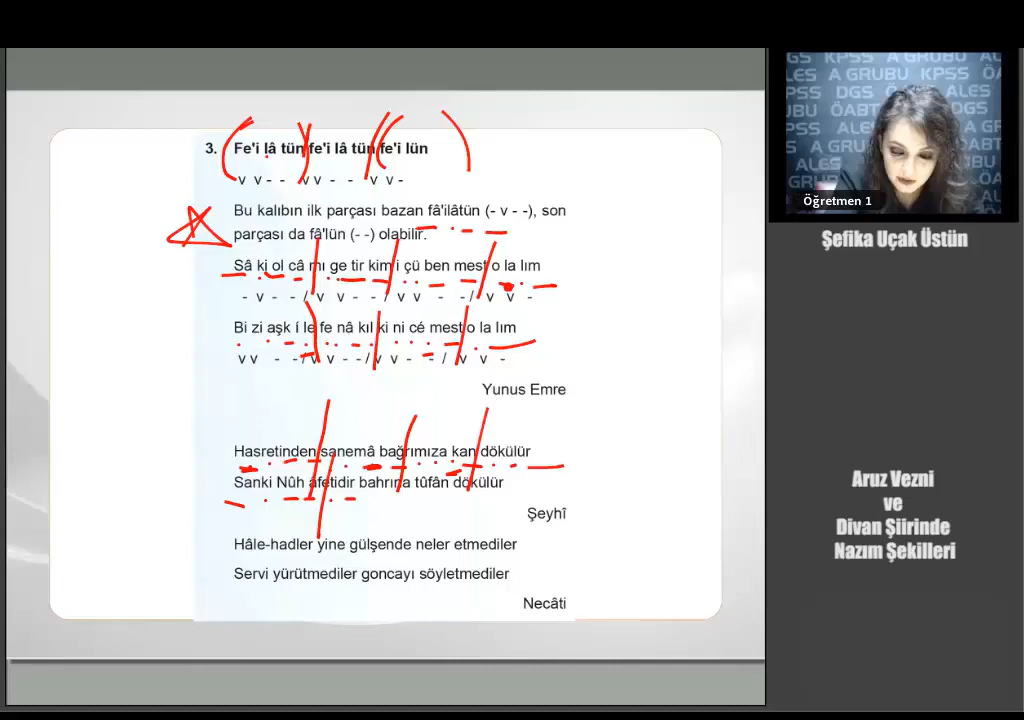 3. Fe'i lâ tün fe'i lâ tün fe'i lün
v v - - v v - - v v -
Bu kalıbın ilk parçası bazan fâ'ilâtün (- v - -), son
parçası da fâ'lün (- -) olabilir.
Sâ ki ol câ mı ge tir kim i çü ben mest o la lım
- v - - / v v - - / v v - - / v v -
Bi zi aşk í le fe nâ kıl ki ni cé mest o la lım
v v - - / v v - - / v v - - / v v -
Yunus Emre
Hasretinden sanemâ bağrımıza kan dökülür
Sanki Nûh âfetidir bahrına tûfân dökülür
Şeyhî
Hâle-hadler yine gülşende neler etmediler
Servi yürütmediler goncayı söyletmediler
Necâti
Öğretmen 1
Şefika Uçak Üstün
Aruz Vezni
ve
Divan Şiirinde
Nazım Şekilleri